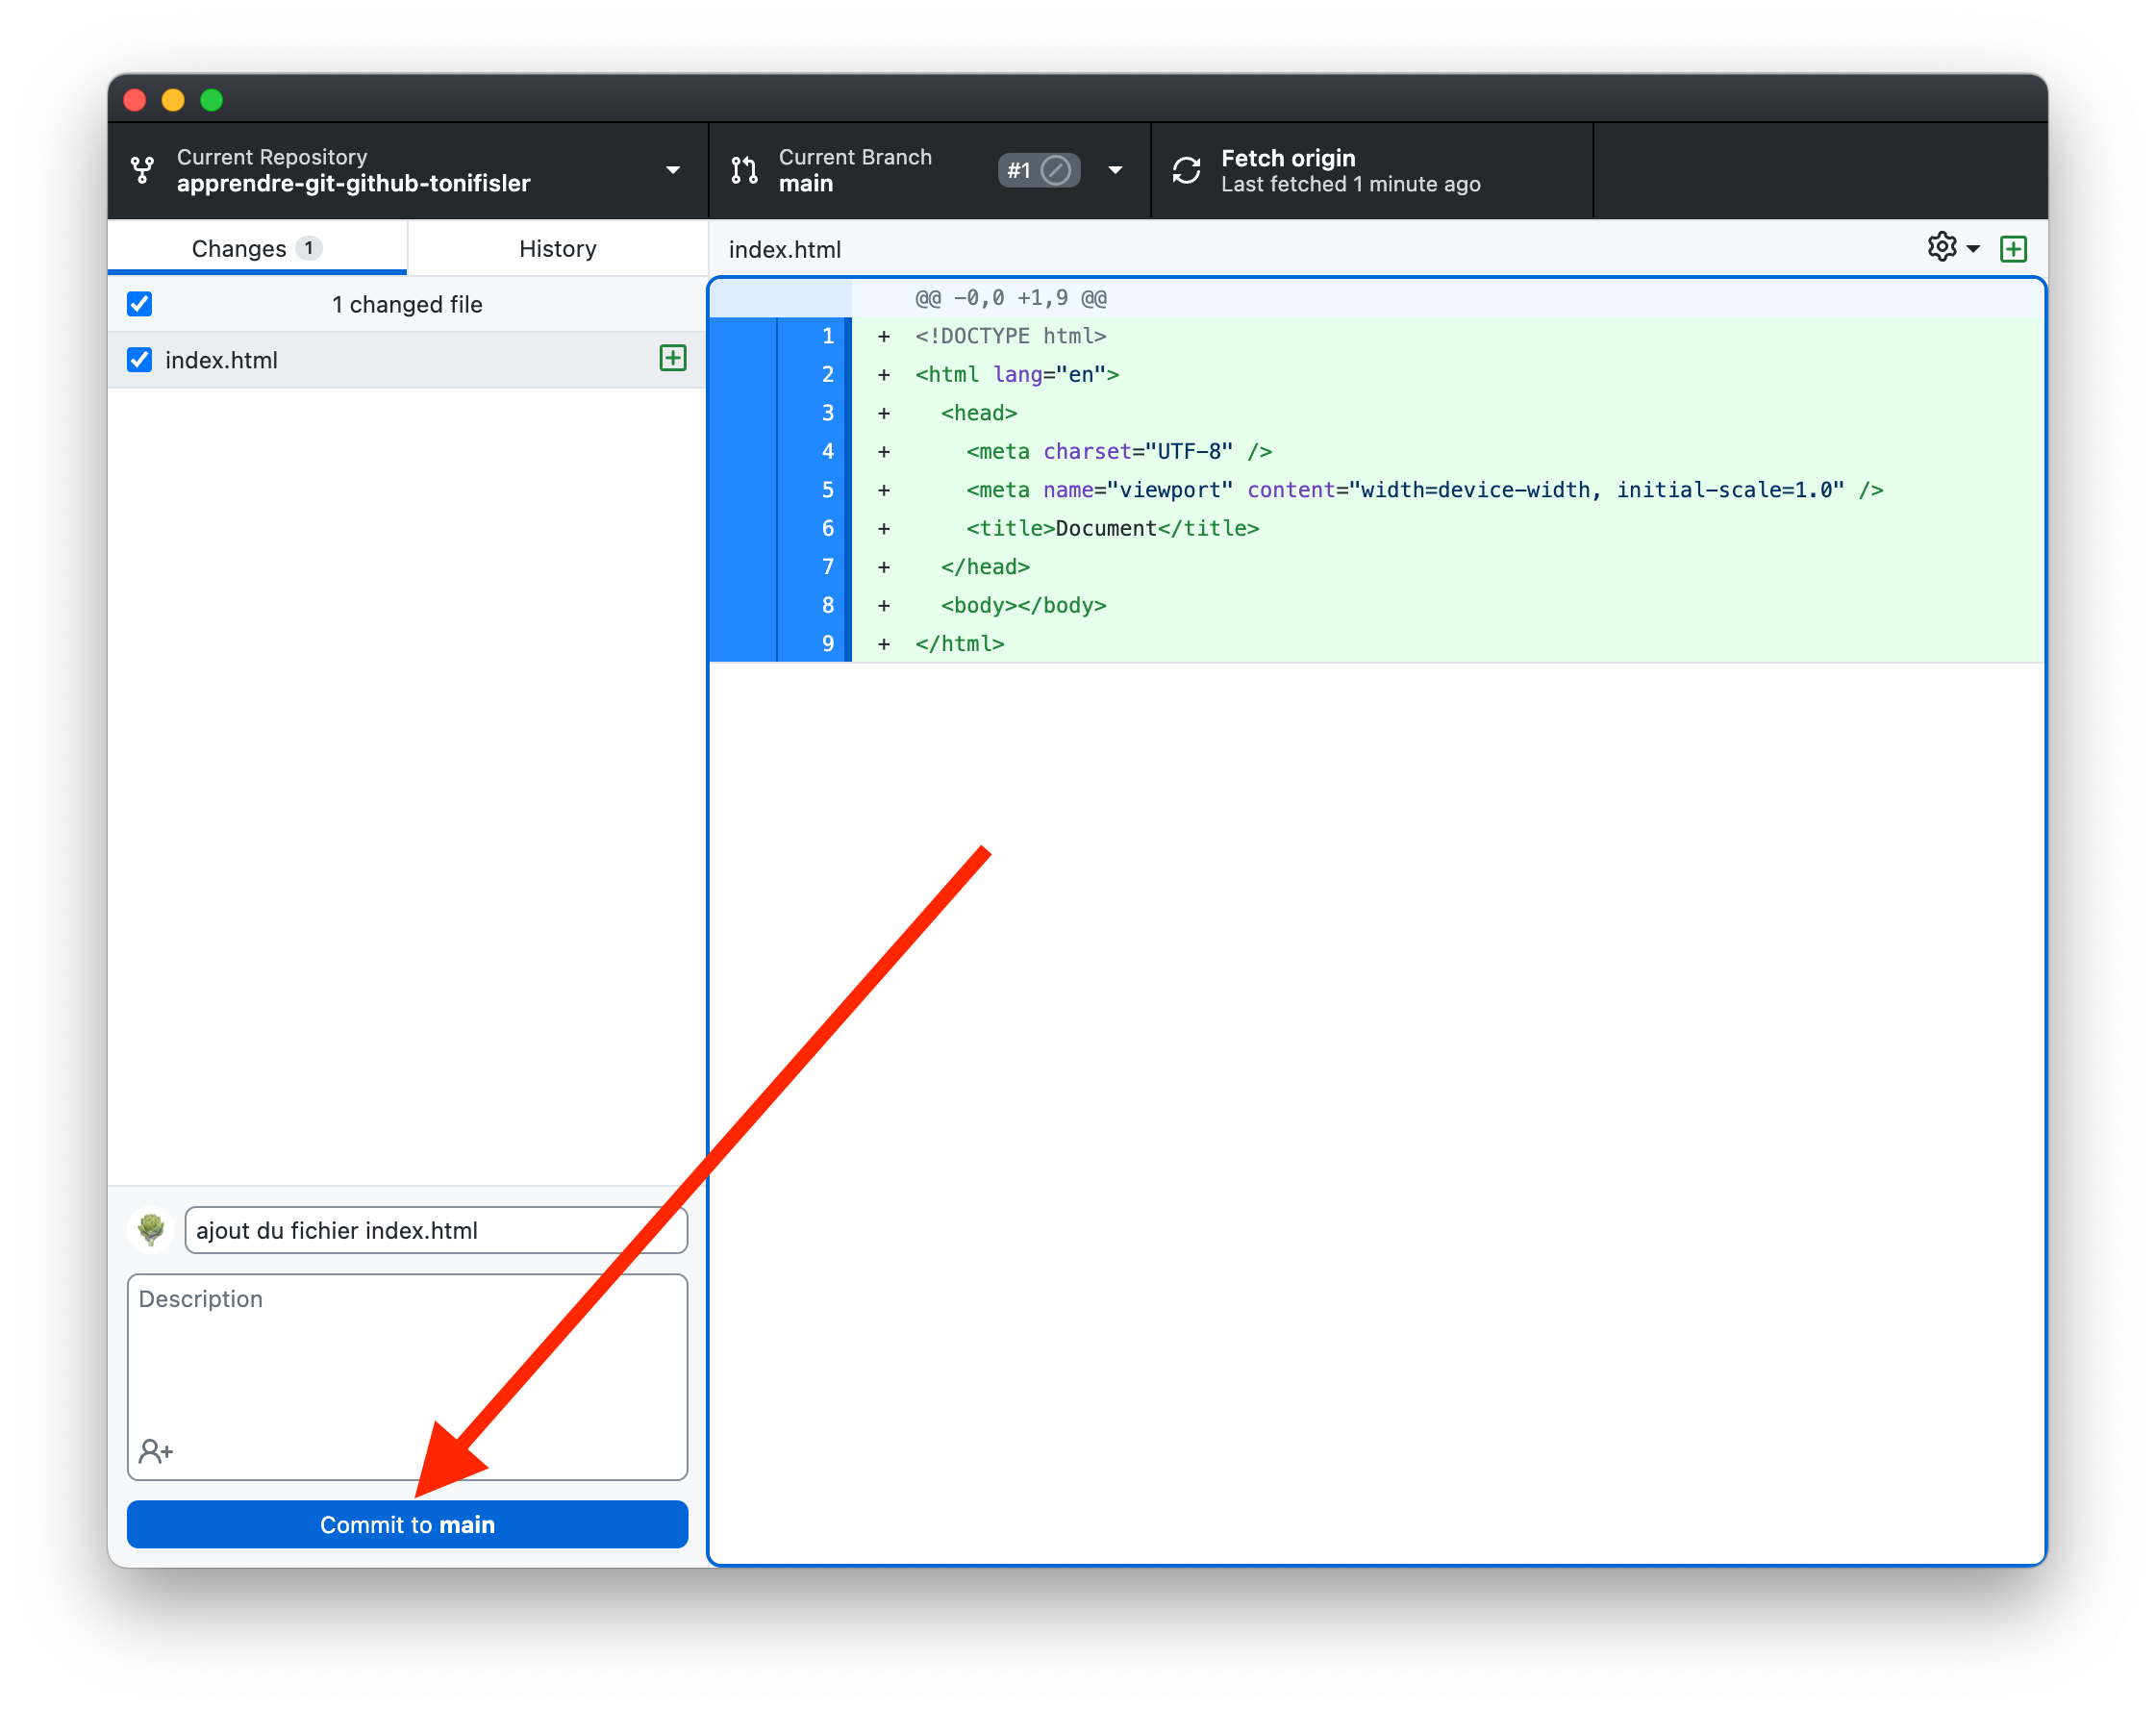 Current Repository
apprendre-git-github-tonifisler
Current Branch
main
#1
Fetch origin
Last fetched 1 minute ago
Changes 1
History
1 changed file
index.html
index.html
@@ -0,0 +1,9 @@
1 + <!DOCTYPE html>
2 + <html lang="en">
3 + <head>
4 + <meta charset="UTF-8" />
5 + <meta name="viewport" content="width=device-width, initial-scale=1.0" />
6 + <title>Document</title>
7 + </head>
8 + <body></body>
9 + </html>
ajout du fichier index.html
Description
Commit to main